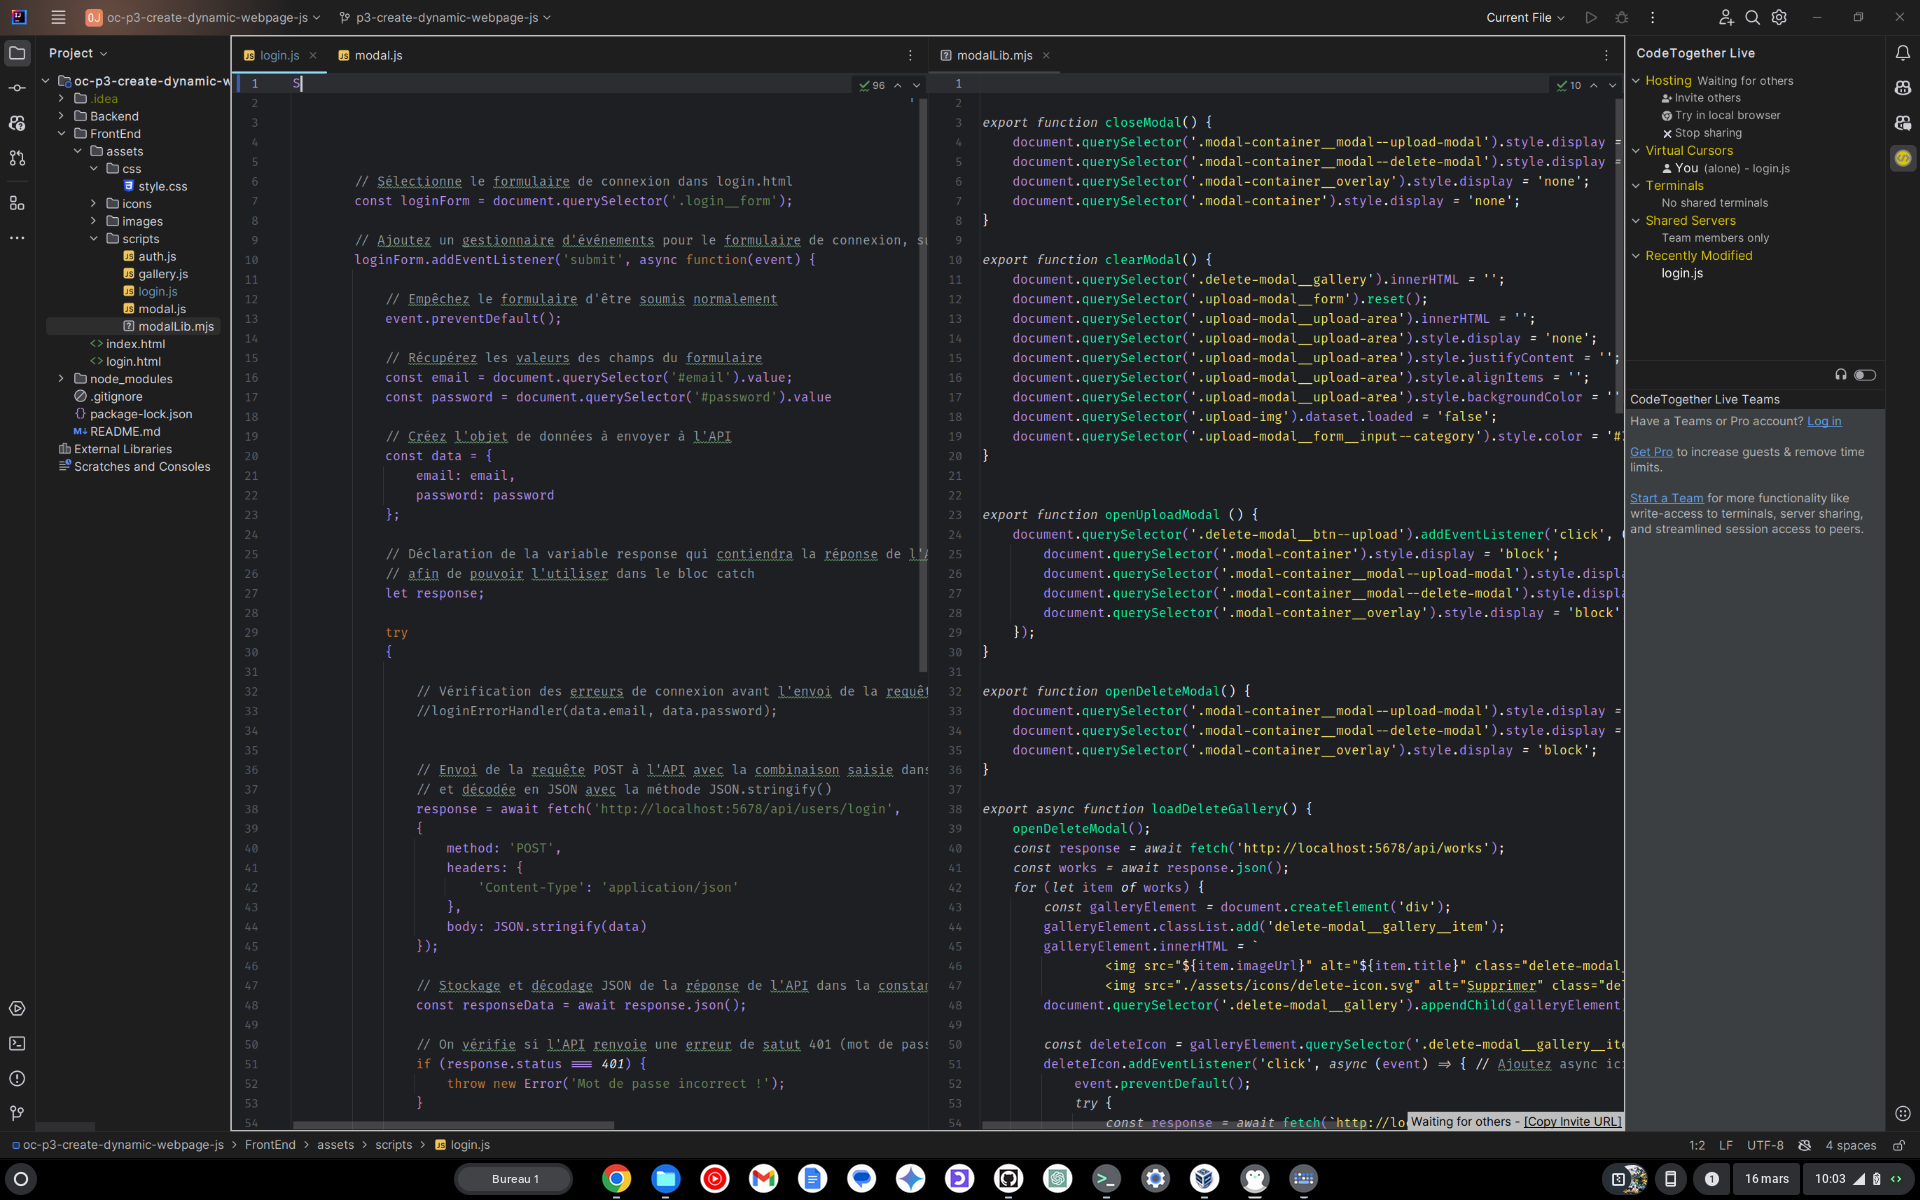 oc-p3-create-dynamic-webpage-js
p3-create-dynamic-webpage-js
Current File
Project
oc-p3-create-dynamic-w
.idea
Backend
FrontEnd
assets
css
style.css
icons
images
scripts
auth.js
gallery.js
login.js
modal.js
modalLib.mjs
index.html
login.html
node_modules
.gitignore
package-lock.json
README.md
External Libraries
Scratches and Consoles
login.js
modal.js
96
1 S
2
3
4
5
6 // Sélectionne le formulaire de connexion dans login.html
7 const loginForm = document.querySelector('.login__form');
8
9 // Ajoutez un gestionnaire d'événements pour le formulaire de connexion, su
10 loginForm.addEventListener('submit', async function(event) {
11
12 // Empêchez le formulaire d'être soumis normalement
13 event.preventDefault();
14
15 // Récupérez les valeurs des champs du formulaire
16 const email = document.querySelector('#email').value;
17 const password = document.querySelector('#password').value
18
19 // Créez l'objet de données à envoyer à l'API
20 const data = {
21 email: email,
22 password: password
23 };
24
25 // Déclaration de la variable response qui contiendra la réponse de l'A
26 // afin de pouvoir l'utiliser dans le bloc catch
27 let response;
28
29 try
30 {
31
32 // Vérification des erreurs de connexion avant l'envoi de la requêt
33 //loginErrorHandler(data.email, data.password);
34
35
36 // Envoi de la requête POST à l'API avec la combinaison saisie dans
37 // et décodée en JSON avec la méthode JSON.stringify()
38 response = await fetch('http://localhost:5678/api/users/login',
39 {
40 method: 'POST',
41 headers: {
42 'Content-Type': 'application/json'
43 },
44 body: JSON.stringify(data)
45 });
46
47 // Stockage et décodage JSON de la réponse de l'API dans la constan
48 const responseData = await response.json();
49
50 // On vérifie si l'API renvoie une erreur de satut 401 (mot de pass
51 if (response.status === 401) {
52 throw new Error('Mot de passe incorrect !');
53 }
54
modalLib.mjs
10
1
2
3 export function closeModal() {
4 document.querySelector('.modal-container__modal--upload-modal').style.display =
5 document.querySelector('.modal-container__modal--delete-modal').style.display =
6 document.querySelector('.modal-container__overlay').style.display = 'none';
7 document.querySelector('.modal-container').style.display = 'none';
8 }
9
10 export function clearModal() {
11 document.querySelector('.delete-modal__gallery').innerHTML = '';
12 document.querySelector('.upload-modal__form').reset();
13 document.querySelector('.upload-modal__upload-area').innerHTML = '';
14 document.querySelector('.upload-modal__upload-area').style.display = 'none';
15 document.querySelector('.upload-modal__upload-area').style.justifyContent = '';
16 document.querySelector('.upload-modal__upload-area').style.alignItems = '';
17 document.querySelector('.upload-modal__upload-area').style.backgroundColor = ''
18 document.querySelector('.upload-img').dataset.loaded = 'false';
19 document.querySelector('.upload-modal__form__input--category').style.color = '#
20 }
21
22
23 export function openUploadModal () {
24 document.querySelector('.delete-modal__btn--upload').addEventListener('click', (
25 document.querySelector('.modal-container').style.display = 'block';
26 document.querySelector('.modal-container__modal--upload-modal').style.displa
27 document.querySelector('.modal-container__modal--delete-modal').style.displa
28 document.querySelector('.modal-container__overlay').style.display = 'block'
29 });
30 }
31
32 export function openDeleteModal() {
33 document.querySelector('.modal-container__modal--upload-modal').style.display =
34 document.querySelector('.modal-container__modal--delete-modal').style.display =
35 document.querySelector('.modal-container__overlay').style.display = 'block';
36 }
37
38 export async function loadDeleteGallery() {
39 openDeleteModal();
40 const response = await fetch('http://localhost:5678/api/works');
41 const works = await response.json();
42 for (let item of works) {
43 const galleryElement = document.createElement('div');
44 galleryElement.classList.add('delete-modal__gallery__item');
45 galleryElement.innerHTML = `
46 <img src="${item.imageUrl}" alt="${item.title}" class="delete-modal_
47 <img src="./assets/icons/delete-icon.svg" alt="Supprimer" class="del
48 document.querySelector('.delete-modal__gallery').appendChild(galleryElement
49
50 const deleteIcon = galleryElement.querySelector('.delete-modal__gallery__ite
51 deleteIcon.addEventListener('click', async (event) => { // Ajoutez async ici
52 event.preventDefault();
53 try {
54 const response = await fetch(`http://lo
Waiting for others - [Copy Invite URL]
CodeTogether Live
Hosting Waiting for others
Invite others
Try in local browser
Stop sharing
Virtual Cursors
You (alone) - login.js
Terminals
No shared terminals
Shared Servers
Team members only
Recently Modified
login.js
CodeTogether Live Teams
Have a Teams or Pro account? Log in
Get Pro to increase guests & remove time
limits.
Start a Team for more functionality like
write-access to terminals, server sharing,
and streamlined session access to peers.
oc-p3-create-dynamic-webpage-js > FrontEnd > assets > scripts > login.js
1:2 LF UTF-8 4 spaces
Bureau 1
1
16 mars
10:03